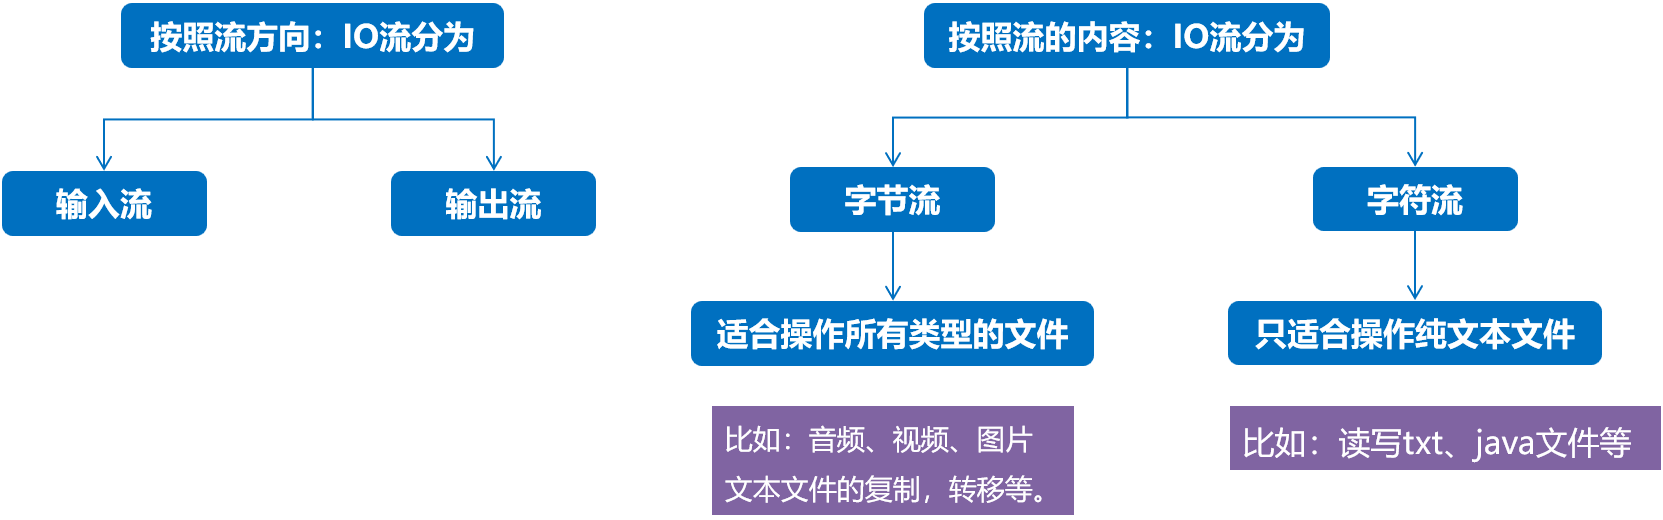 按照流方向：IO流分为
输入流
输出流
按照流的内容：IO流分为
字节流
字符流
适合操作所有类型的文件
只适合操作纯文本文件
比如：音频、视频、图片
文本文件的复制，转移等。
比如：读写txt、java文件等